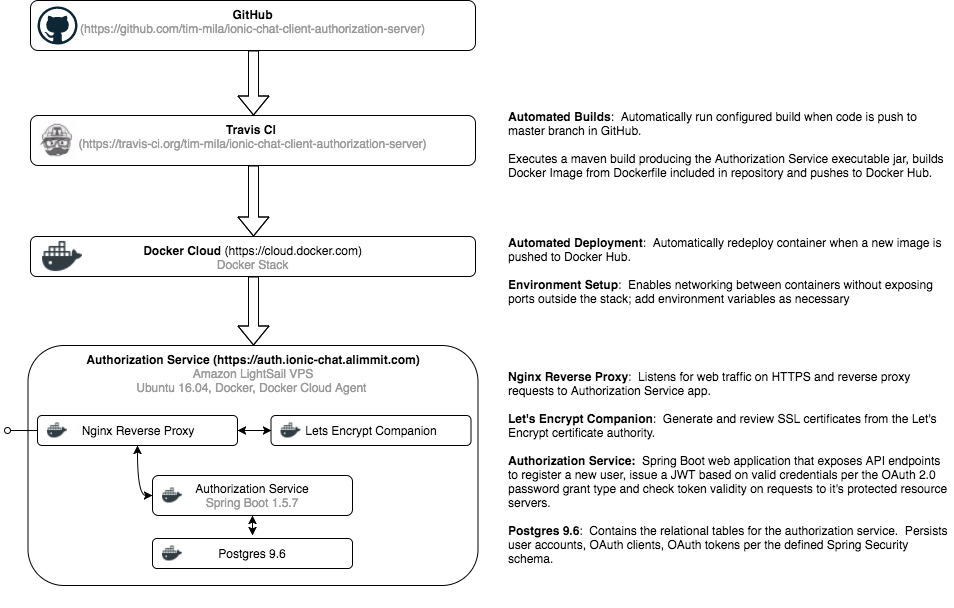 GitHub
(https://github.com/tim-mila/ionic-chat-client-authorization-server)
Travis CI
(https://travis-ci.org/tim-mila/ionic-chat-client-authorization-server)
Automated Builds:  Automatically run configured build when code is push to
master branch in GitHub.
Executes a maven build producing the Authorization Service executable jar, builds
Docker Image from Dockerfile included in repository and pushes to Docker Hub.
Docker Cloud (https://cloud.docker.com)
Docker Stack
Automated Deployment:  Automatically redeploy container when a new image is
pushed to Docker Hub.
Environment Setup:  Enables networking between containers without exposing
ports outside the stack; add environment variables as necessary
Authorization Service (https://auth.ionic-chat.alimmit.com)
Amazon LightSail VPS
Ubuntu 16.04, Docker, Docker Cloud Agent
Nginx Reverse Proxy
Lets Encrypt Companion
Authorization Service
Spring Boot 1.5.7
Postgres 9.6
Nginx Reverse Proxy:  Listens for web traffic on HTTPS and reverse proxy
requests to Authorization Service app.
Let's Encrypt Companion:  Generate and review SSL certificates from the Let's
Encrypt certificate authority.
Authorization Service:  Spring Boot web application that exposes API endpoints
to register a new user, issue a JWT based on valid credentials per the OAuth 2.0
password grant type and check token validity on requests to it's protected resource
servers.
Postgres 9.6:  Contains the relational tables for the authorization service.  Persists
user accounts, OAuth clients, OAuth tokens per the defined Spring Security
schema.